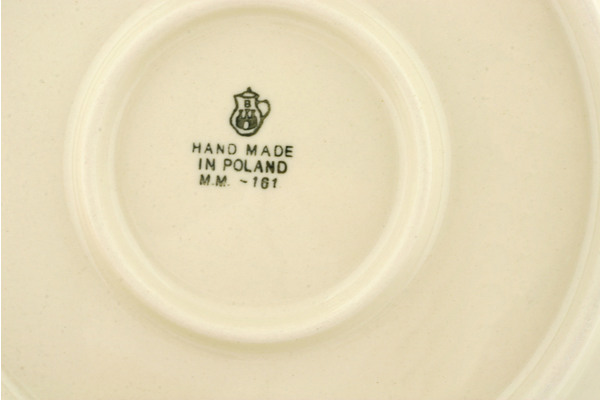 B
HAND MADE
IN POLAND
M.M. - 161